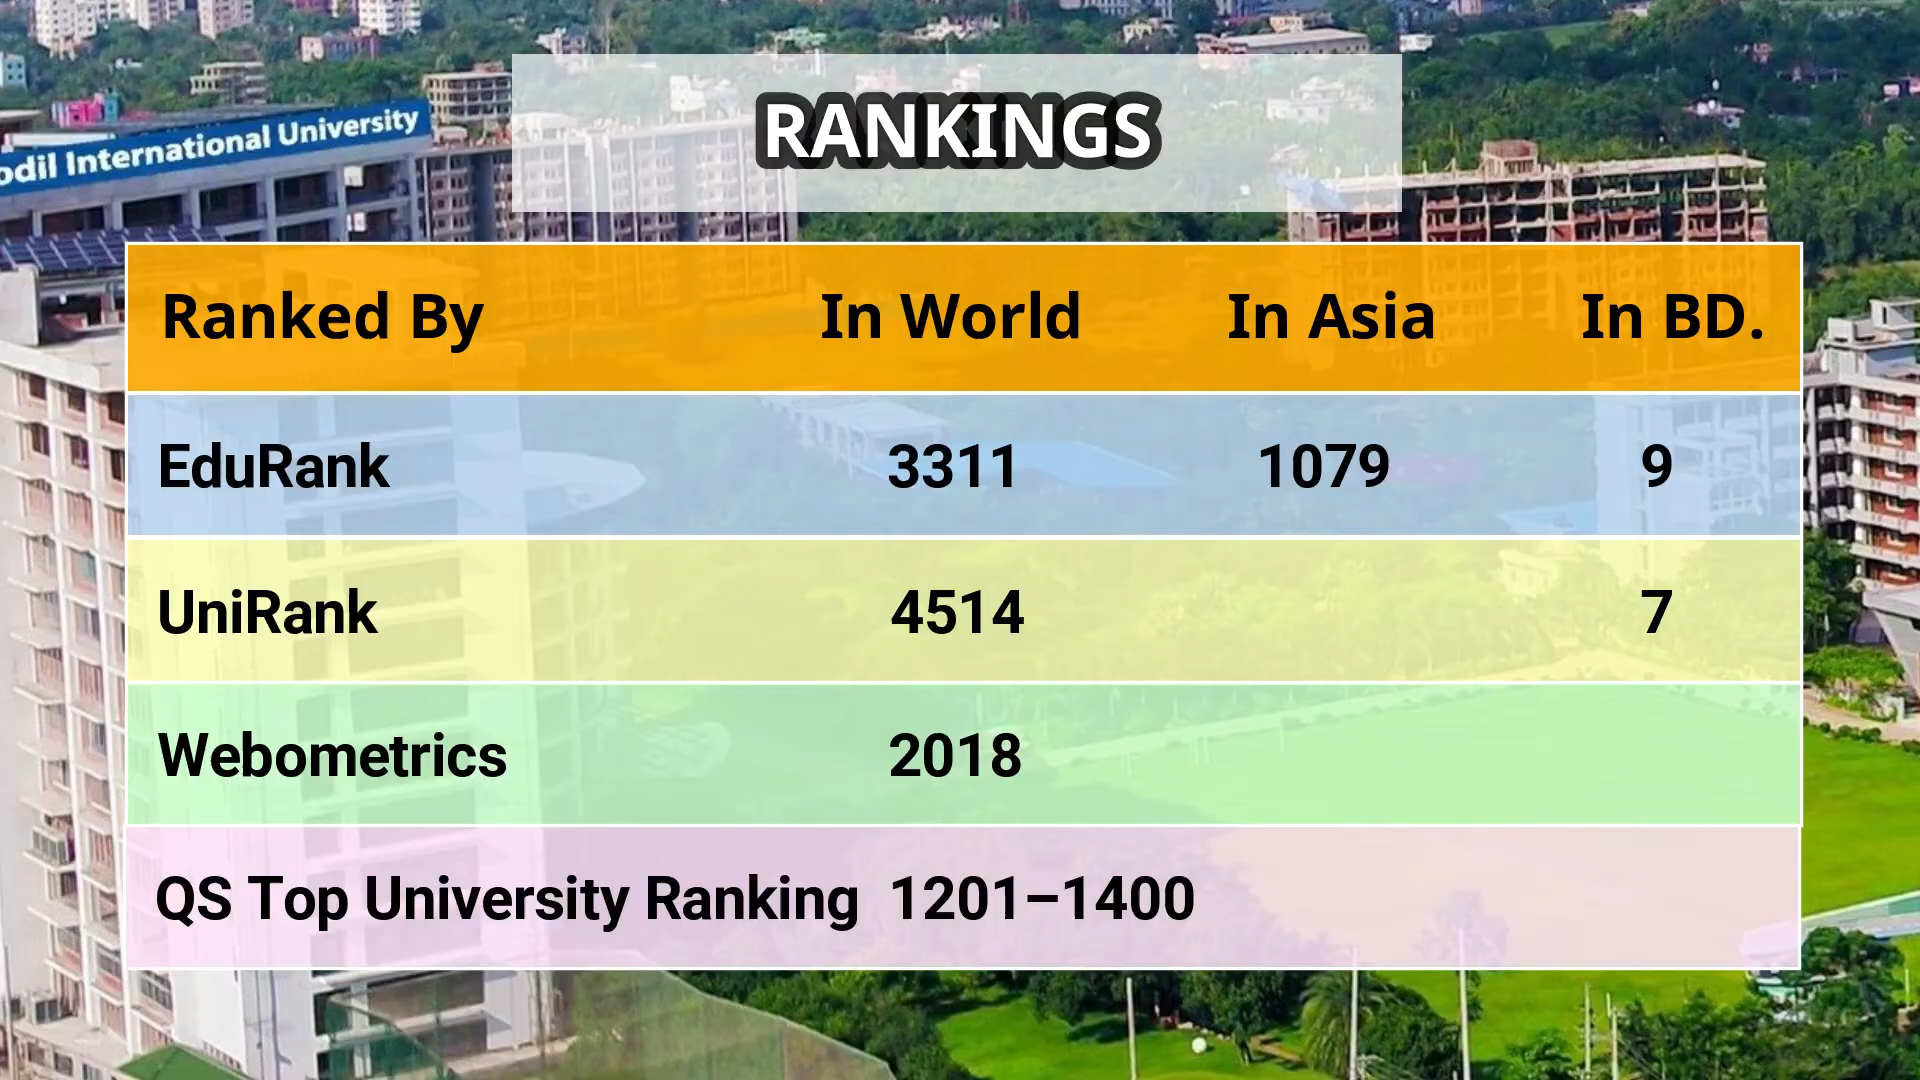 odil International University
RANKINGS
Ranked By In World In Asia In BD.
EduRank 3311 1079 9
UniRank 4514 7
Webometrics 2018
QS Top University Ranking 1201–1400